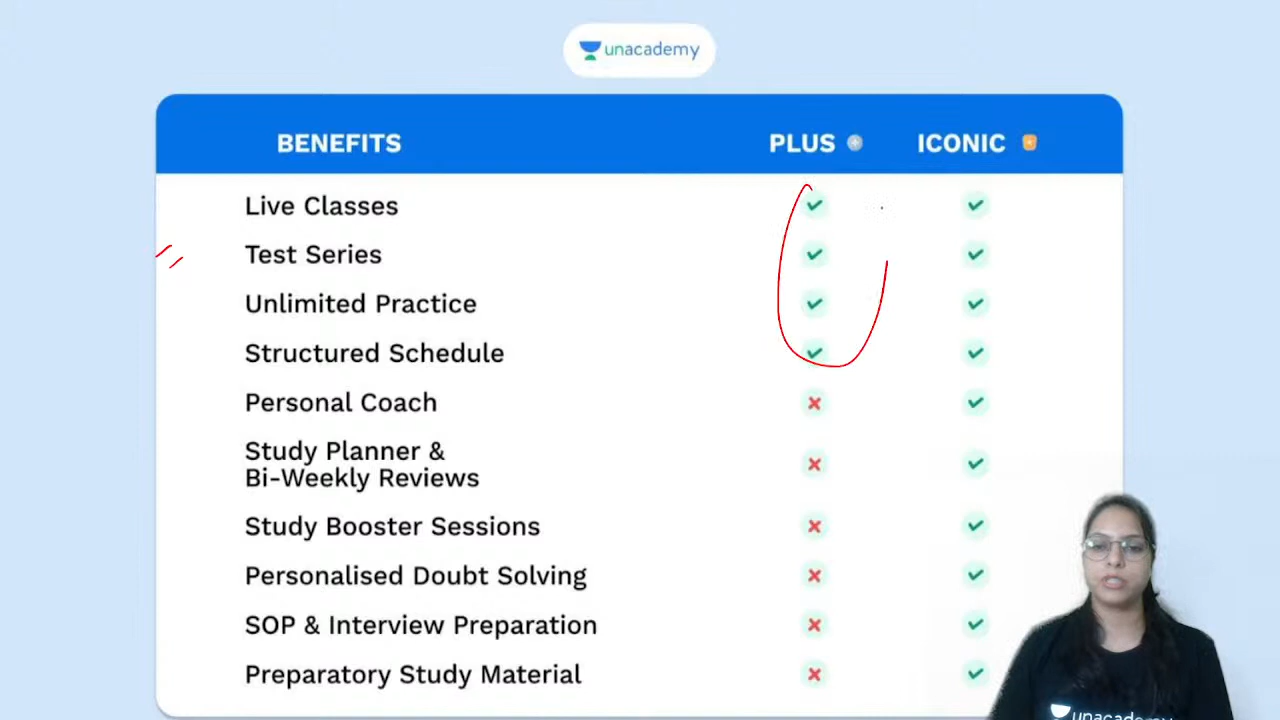 unacademy
BENEFITS PLUS ICONIC
Live Classes
Test Series
Unlimited Practice
Structured Schedule
Personal Coach
Study Planner &
Bi-Weekly Reviews
Study Booster Sessions
Personalised Doubt Solving
SOP & Interview Preparation
Preparatory Study Material
unacademy